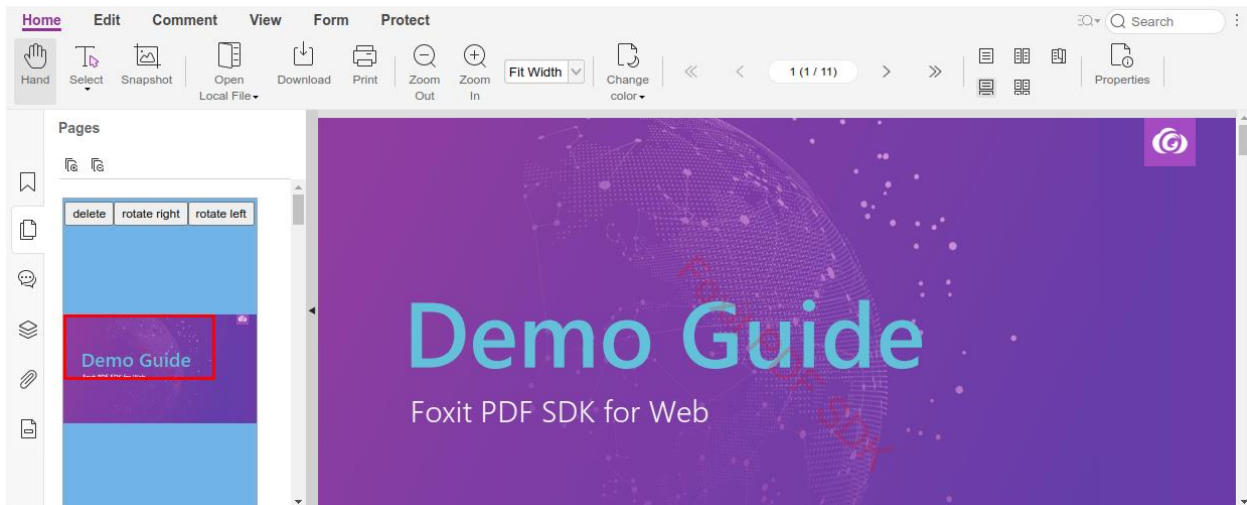 Home Edit Comment View Form Protect
Search
Hand
Select
Snapshot
Open
Local File
Download
Print
Zoom
Out
Zoom
In
Fit Width
Change
color
1 (1 / 11)
Properties
Pages
delete rotate right rotate left
Demo Guide
Demo Guide
Foxit PDF SDK for Web